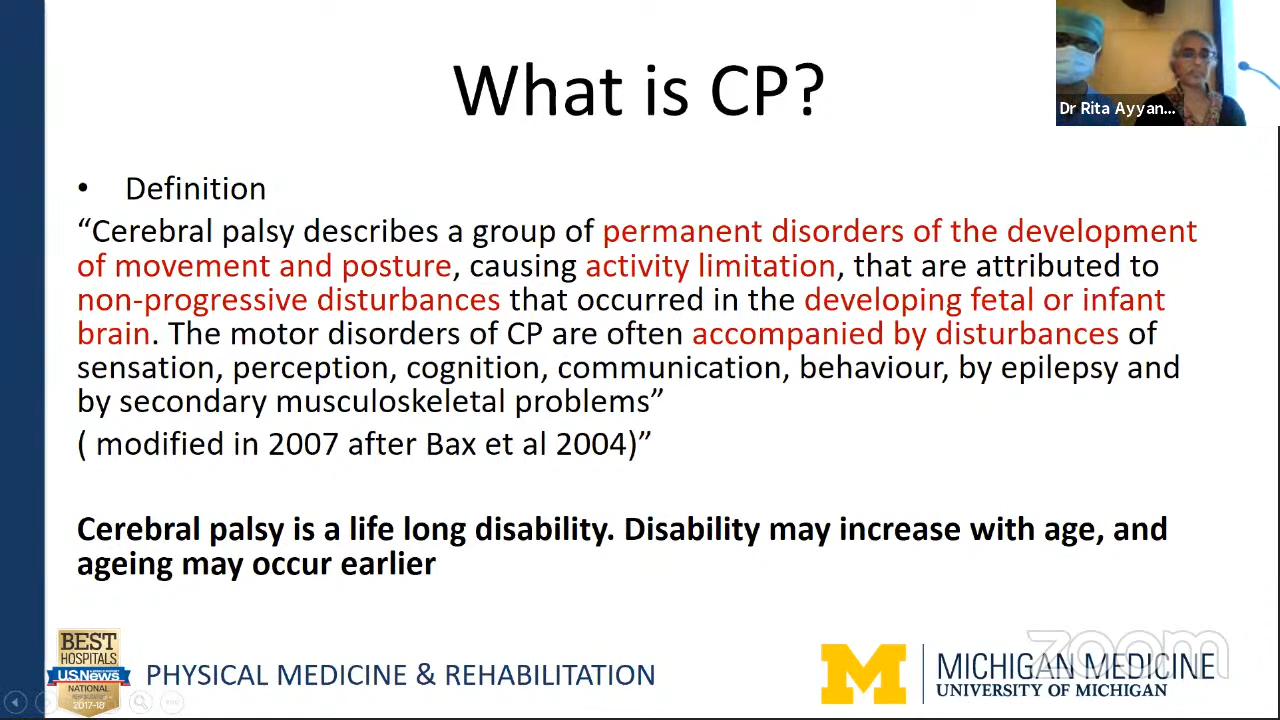 What is CP?
Dr Rita Ayyan...
• Definition
“Cerebral palsy describes a group of permanent disorders of the development
of movement and posture, causing activity limitation, that are attributed to
non-progressive disturbances that occurred in the developing fetal or infant
brain. The motor disorders of CP are often accompanied by disturbances of
sensation, perception, cognition, communication, behaviour, by epilepsy and
by secondary musculoskeletal problems”
( modified in 2007 after Bax et al 2004)”
Cerebral palsy is a life long disability. Disability may increase with age, and
ageing may occur earlier
BEST
HOSPITALS
U.S.News
NATIONAL
2017-18
PHYSICAL MEDICINE & REHABILITATION
M
MICHIGAN MEDICINE
UNIVERSITY OF MICHIGAN
zoom